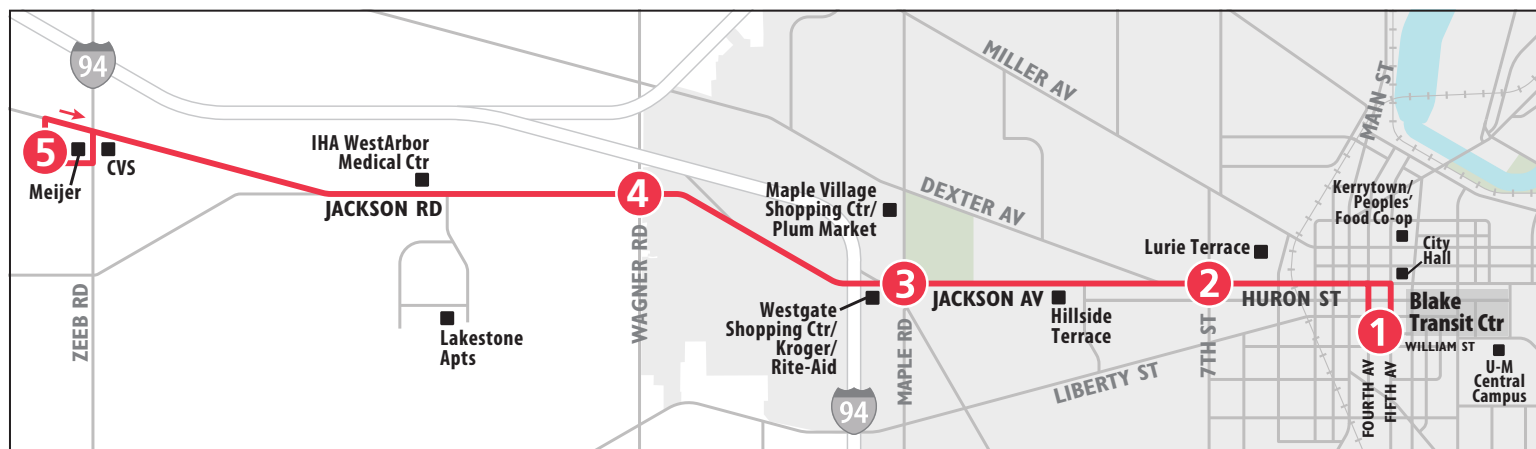 94
5
Meijer
CVS
ZEEB RD
IHA WestArbor
Medical Ctr
JACKSON RD
Lakestone
Apts
4
WAGNER RD
Maple Village
Shopping Ctr/
Plum Market
Westgate
Shopping Ctr/
Kroger/
Rite-Aid
94
3
MAPLE RD
JACKSON AV
Hillside
Terrace
DEXTER AV
MILLER AV
LIBERTY ST
Lurie Terrace
2
7TH ST
HURON ST
MAIN ST
Kerrytown/
Peoples'
Food Co-op
City
Hall
1
Blake
Transit Ctr
WILLIAM ST
FOURTH AV
FIFTH AV
U-M
Central
Campus